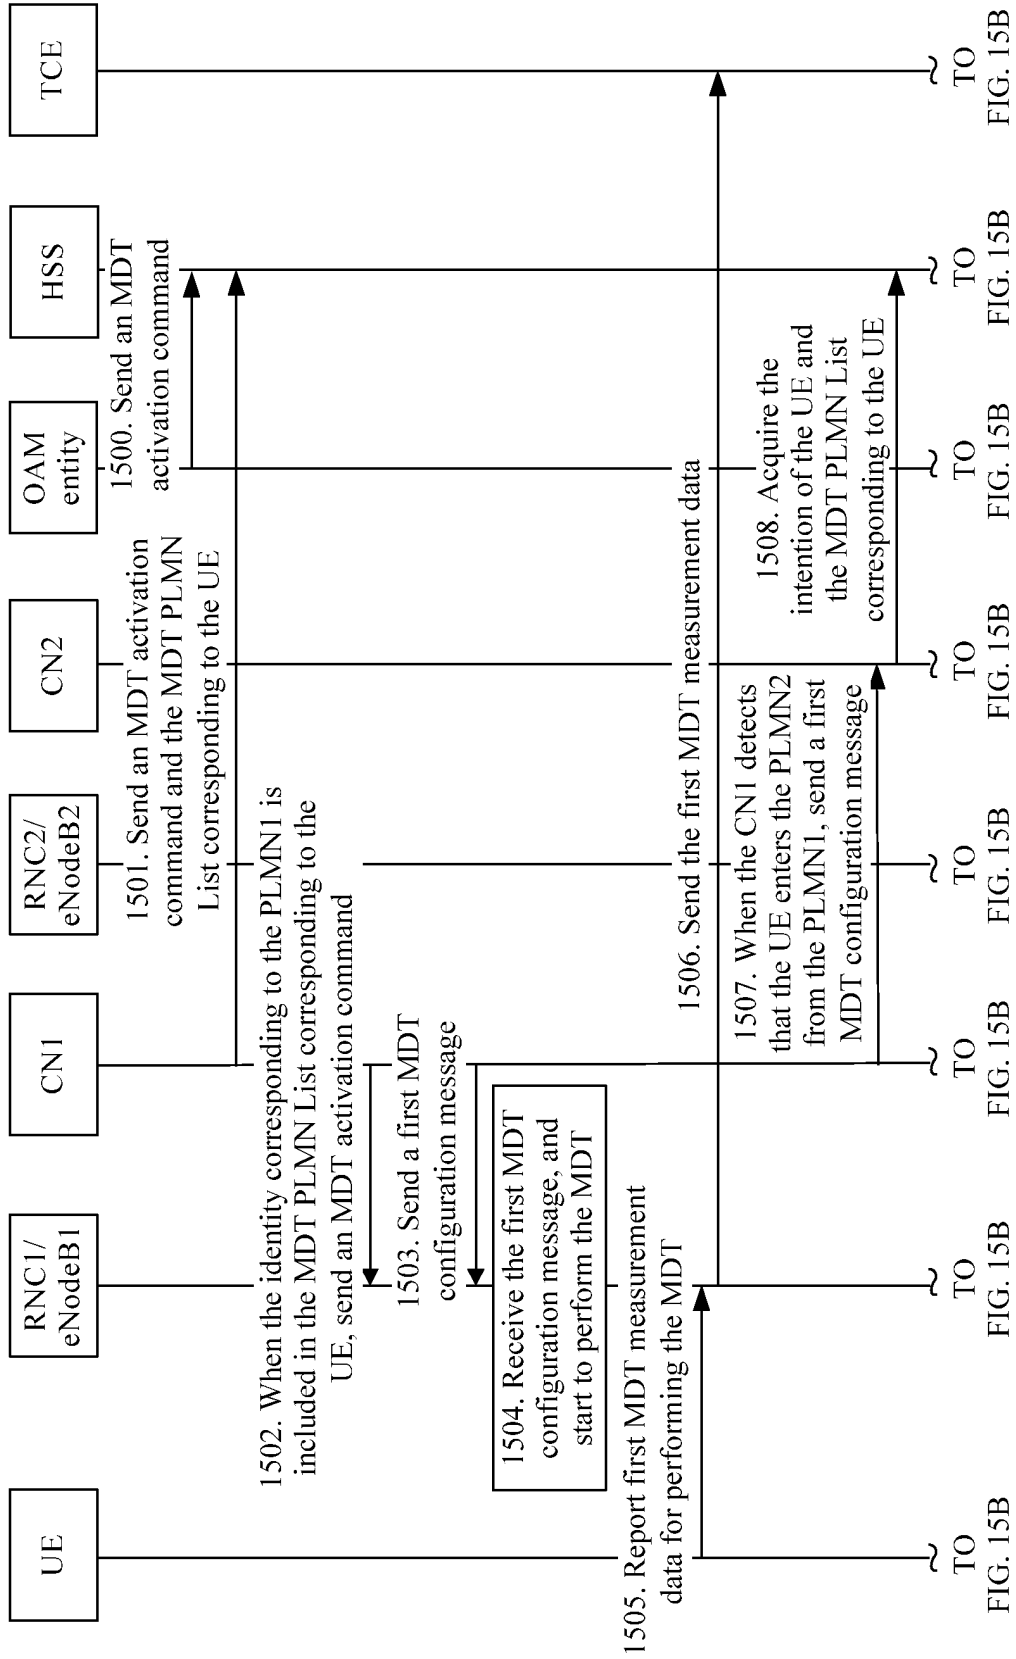 UE
RNC1/
eNodeB1
CN1
RNC2/
eNodeB2
CN2
OAM
entity
HSS
TCE
1500. Send an MDT
activation command
1501. Send an MDT activation
command and the MDT PLMN
List corresponding to the UE
1502. When the identity corresponding to the PLMN1 is
included in the MDT PLMN List corresponding to the
UE, send an MDT activation command
1503. Send a first MDT
configuration message
1504. Receive the first MDT
configuration message, and
start to perform the MDT
1505. Report first MDT measurement
data for performing the MDT
1506. Send the first MDT measurement data
1507. When the CN1 detects
that the UE enters the PLMN2
from the PLMN1, send a first
MDT configuration message
1508. Acquire the
intention of the UE and
the MDT PLMN List
corresponding to the UE
TO
FIG. 15B
TO
FIG. 15B
TO
FIG. 15B
TO
FIG. 15B
TO
FIG. 15B
TO
FIG. 15B
TO
FIG. 15B
TO
FIG. 15B